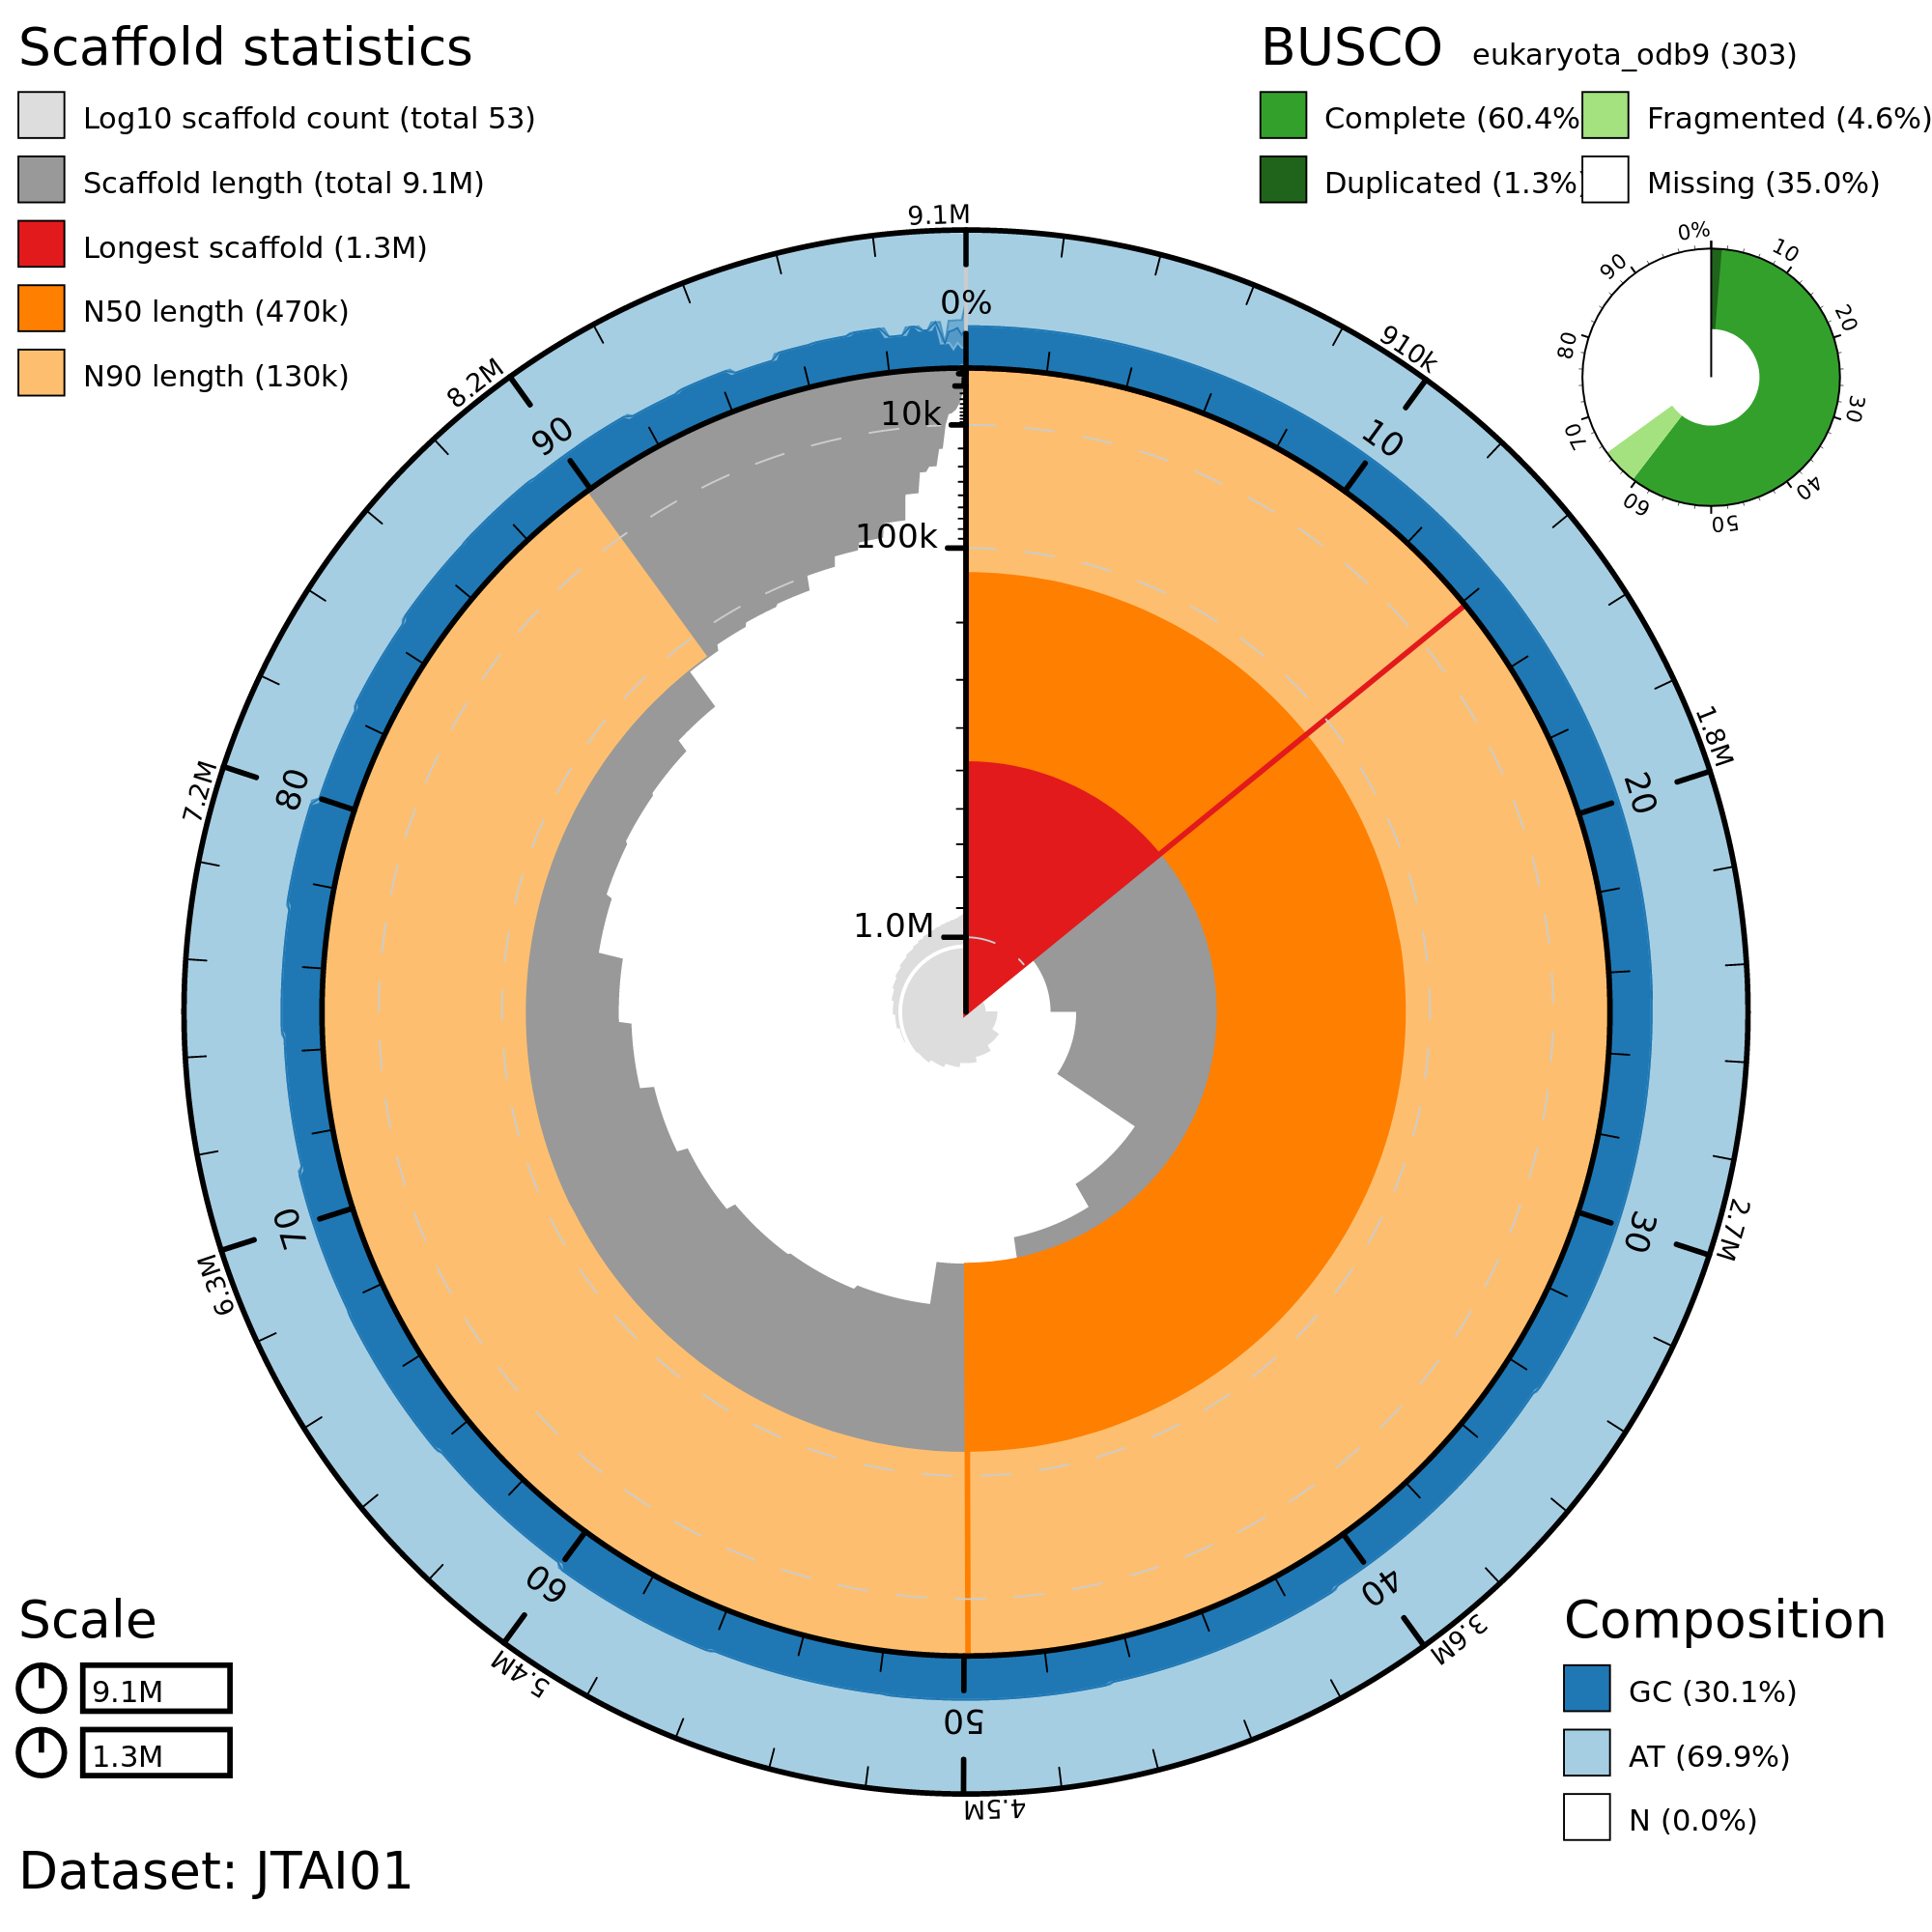 Scaffold statistics
Log10 scaffold count (total 53)
Scaffold length (total 9.1M)
Longest scaffold (1.3M)
N50 length (470k)
N90 length (130k)
BUSCO eukaryota_odb9 (303)
Complete (60.4% Fragmented (4.6%)
Duplicated (1.3%) Missing (35.0%)
0%
10
20
30
40
50
60
70
80
90
9.1M
910k
1.8M
2.7M
3.6M
4.5M
5.4M
6.3M
7.2M
8.2M
0%
10
20
30
40
50
60
70
80
90
10k
100k
1.0M
Scale
9.1M
1.3M
Composition
GC (30.1%)
AT (69.9%)
N (0.0%)
Dataset: JTAI01